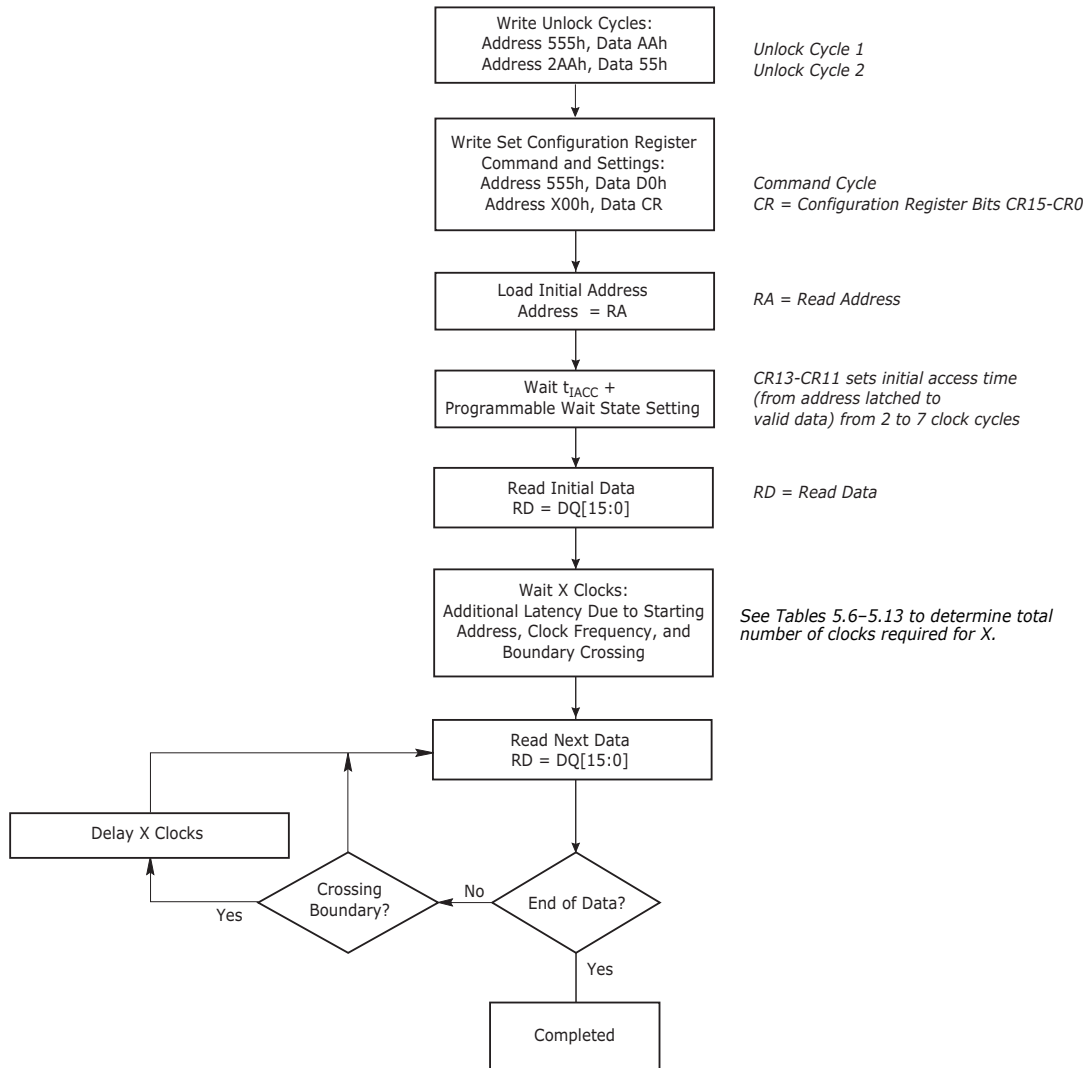 Write Unlock Cycles:
Address 555h, Data AAh
Address 2AAh, Data 55h
Unlock Cycle 1
Unlock Cycle 2
Write Set Configuration Register
Command and Settings:
Address 555h, Data D0h
Address X00h, Data CR
Command Cycle
CR = Configuration Register Bits CR15-CR0
Load Initial Address
Address = RA
RA = Read Address
Wait tIACC +
Programmable Wait State Setting
CR13-CR11 sets initial access time
(from address latched to
valid data) from 2 to 7 clock cycles
Read Initial Data
RD = DQ[15:0]
RD = Read Data
Wait X Clocks:
Additional Latency Due to Starting
Address, Clock Frequency, and
Boundary Crossing
See Tables 5.6–5.13 to determine total
number of clocks required for X.
Read Next Data
RD = DQ[15:0]
Delay X Clocks
Crossing
Boundary?
Yes
No
End of Data?
Yes
Completed